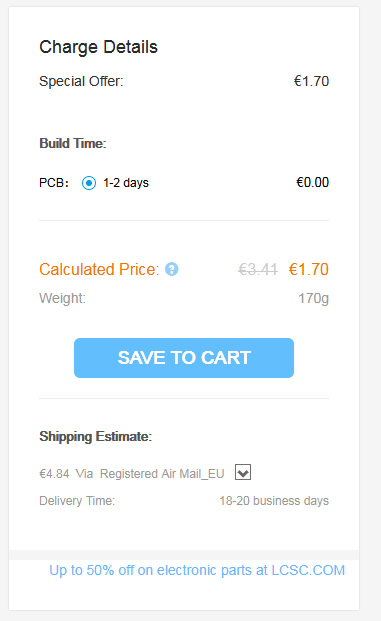 Charge Details
Special Offer: €1.70
Build Time:
PCB: 1-2 days €0.00
Calculated Price: ? €3.41 €1.70
Weight: 170g
SAVE TO CART
Shipping Estimate:
€4.84 Via Registered Air Mail_EU
Delivery Time: 18-20 business days
Up to 50% off on electronic parts at LCSC.COM